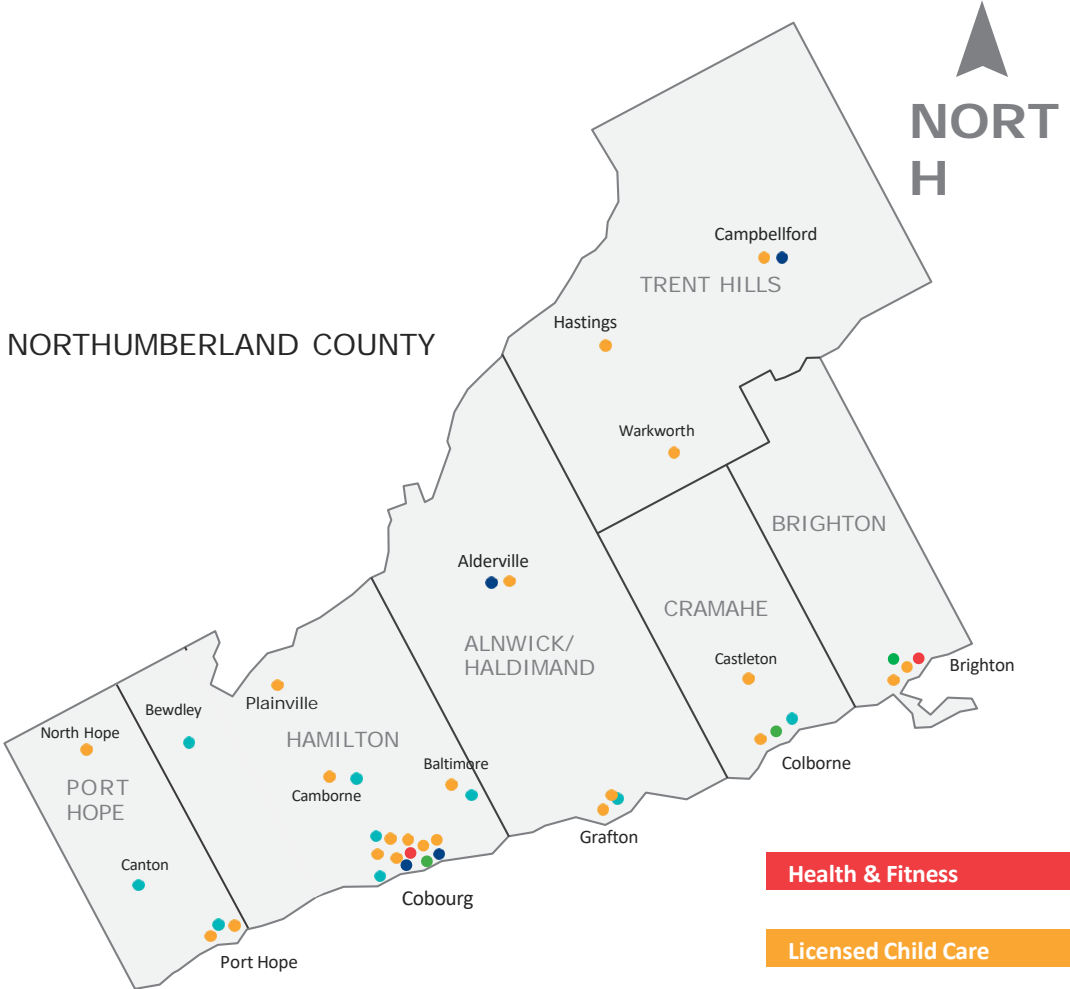 NORT
H
Campbellford
TRENT HILLS
Hastings
NORTHUMBERLAND COUNTY
Warkworth
BRIGHTON
Alderville
CRAMAHE
ALNWICK/
HALDIMAND
Castleton
Brighton
Plainville
Bewdley
North Hope
HAMILTON
Baltimore
Colborne
PORT
HOPE
Camborne
Grafton
Canton
Cobourg
Port Hope
Health & Fitness
Licensed Child Care